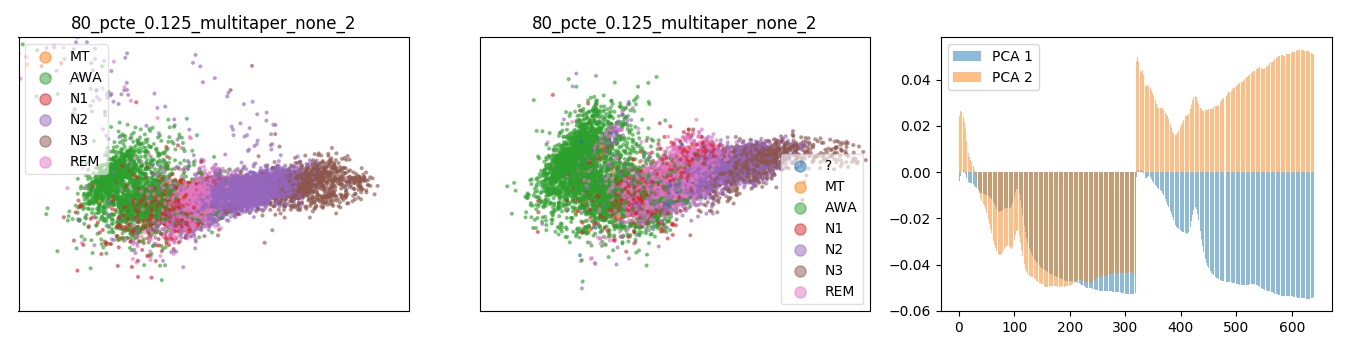 80_pcte_0.125_multitaper_none_2
MT
AWA
N1
N2
N3
REM
80_pcte_0.125_multitaper_none_2
?
MT
AWA
N1
N2
N3
REM
PCA 1
PCA 2
0.04
0.02
0.00
−0.02
−0.04
−0.06
0 100 200 300 400 500 600